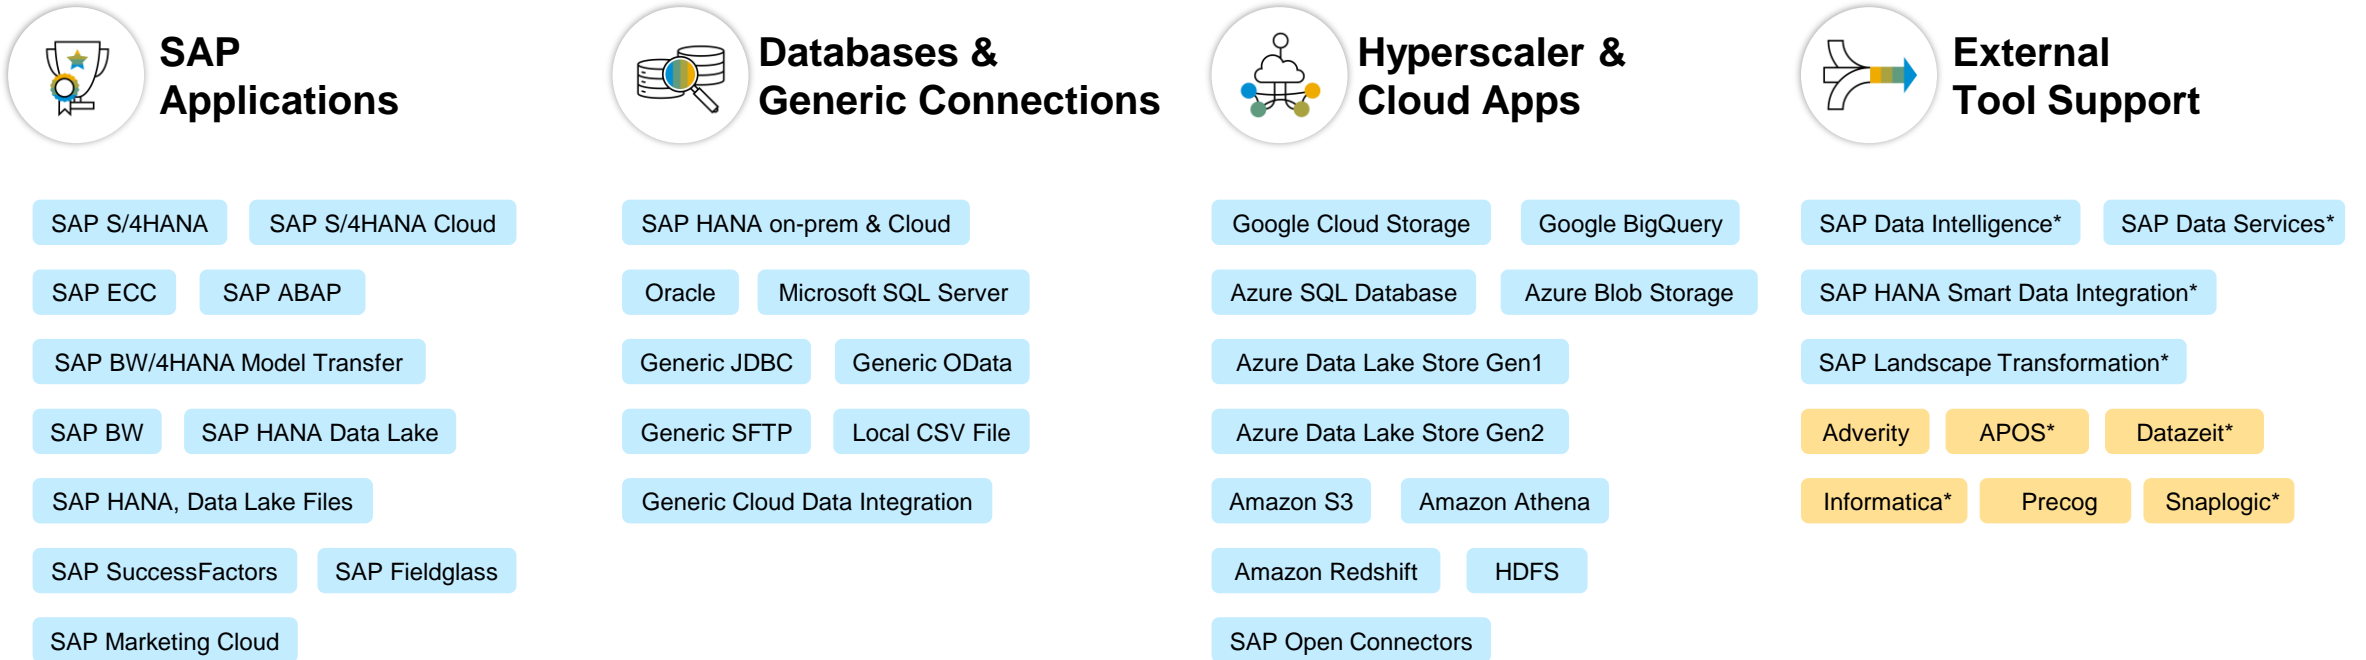 SAP
Applications
SAP S/4HANA
SAP S/4HANA Cloud
SAP ECC
SAP ABAP
SAP BW/4HANA Model Transfer
SAP BW
SAP HANA Data Lake
SAP HANA, Data Lake Files
SAP SuccessFactors
SAP Fieldglass
SAP Marketing Cloud
Databases &
Generic Connections
SAP HANA on-prem & Cloud
Oracle
Microsoft SQL Server
Generic JDBC
Generic OData
Generic SFTP
Local CSV File
Generic Cloud Data Integration
Hyperscaler &
Cloud Apps
Google Cloud Storage
Google BigQuery
Azure SQL Database
Azure Blob Storage
Azure Data Lake Store Gen1
Azure Data Lake Store Gen2
Amazon S3
Amazon Athena
Amazon Redshift
HDFS
SAP Open Connectors
External
Tool Support
SAP Data Intelligence*
SAP Data Services*
SAP HANA Smart Data Integration*
SAP Landscape Transformation*
Adverity
APOS*
Datazeit*
Informatica*
Precog
Snaplogic*